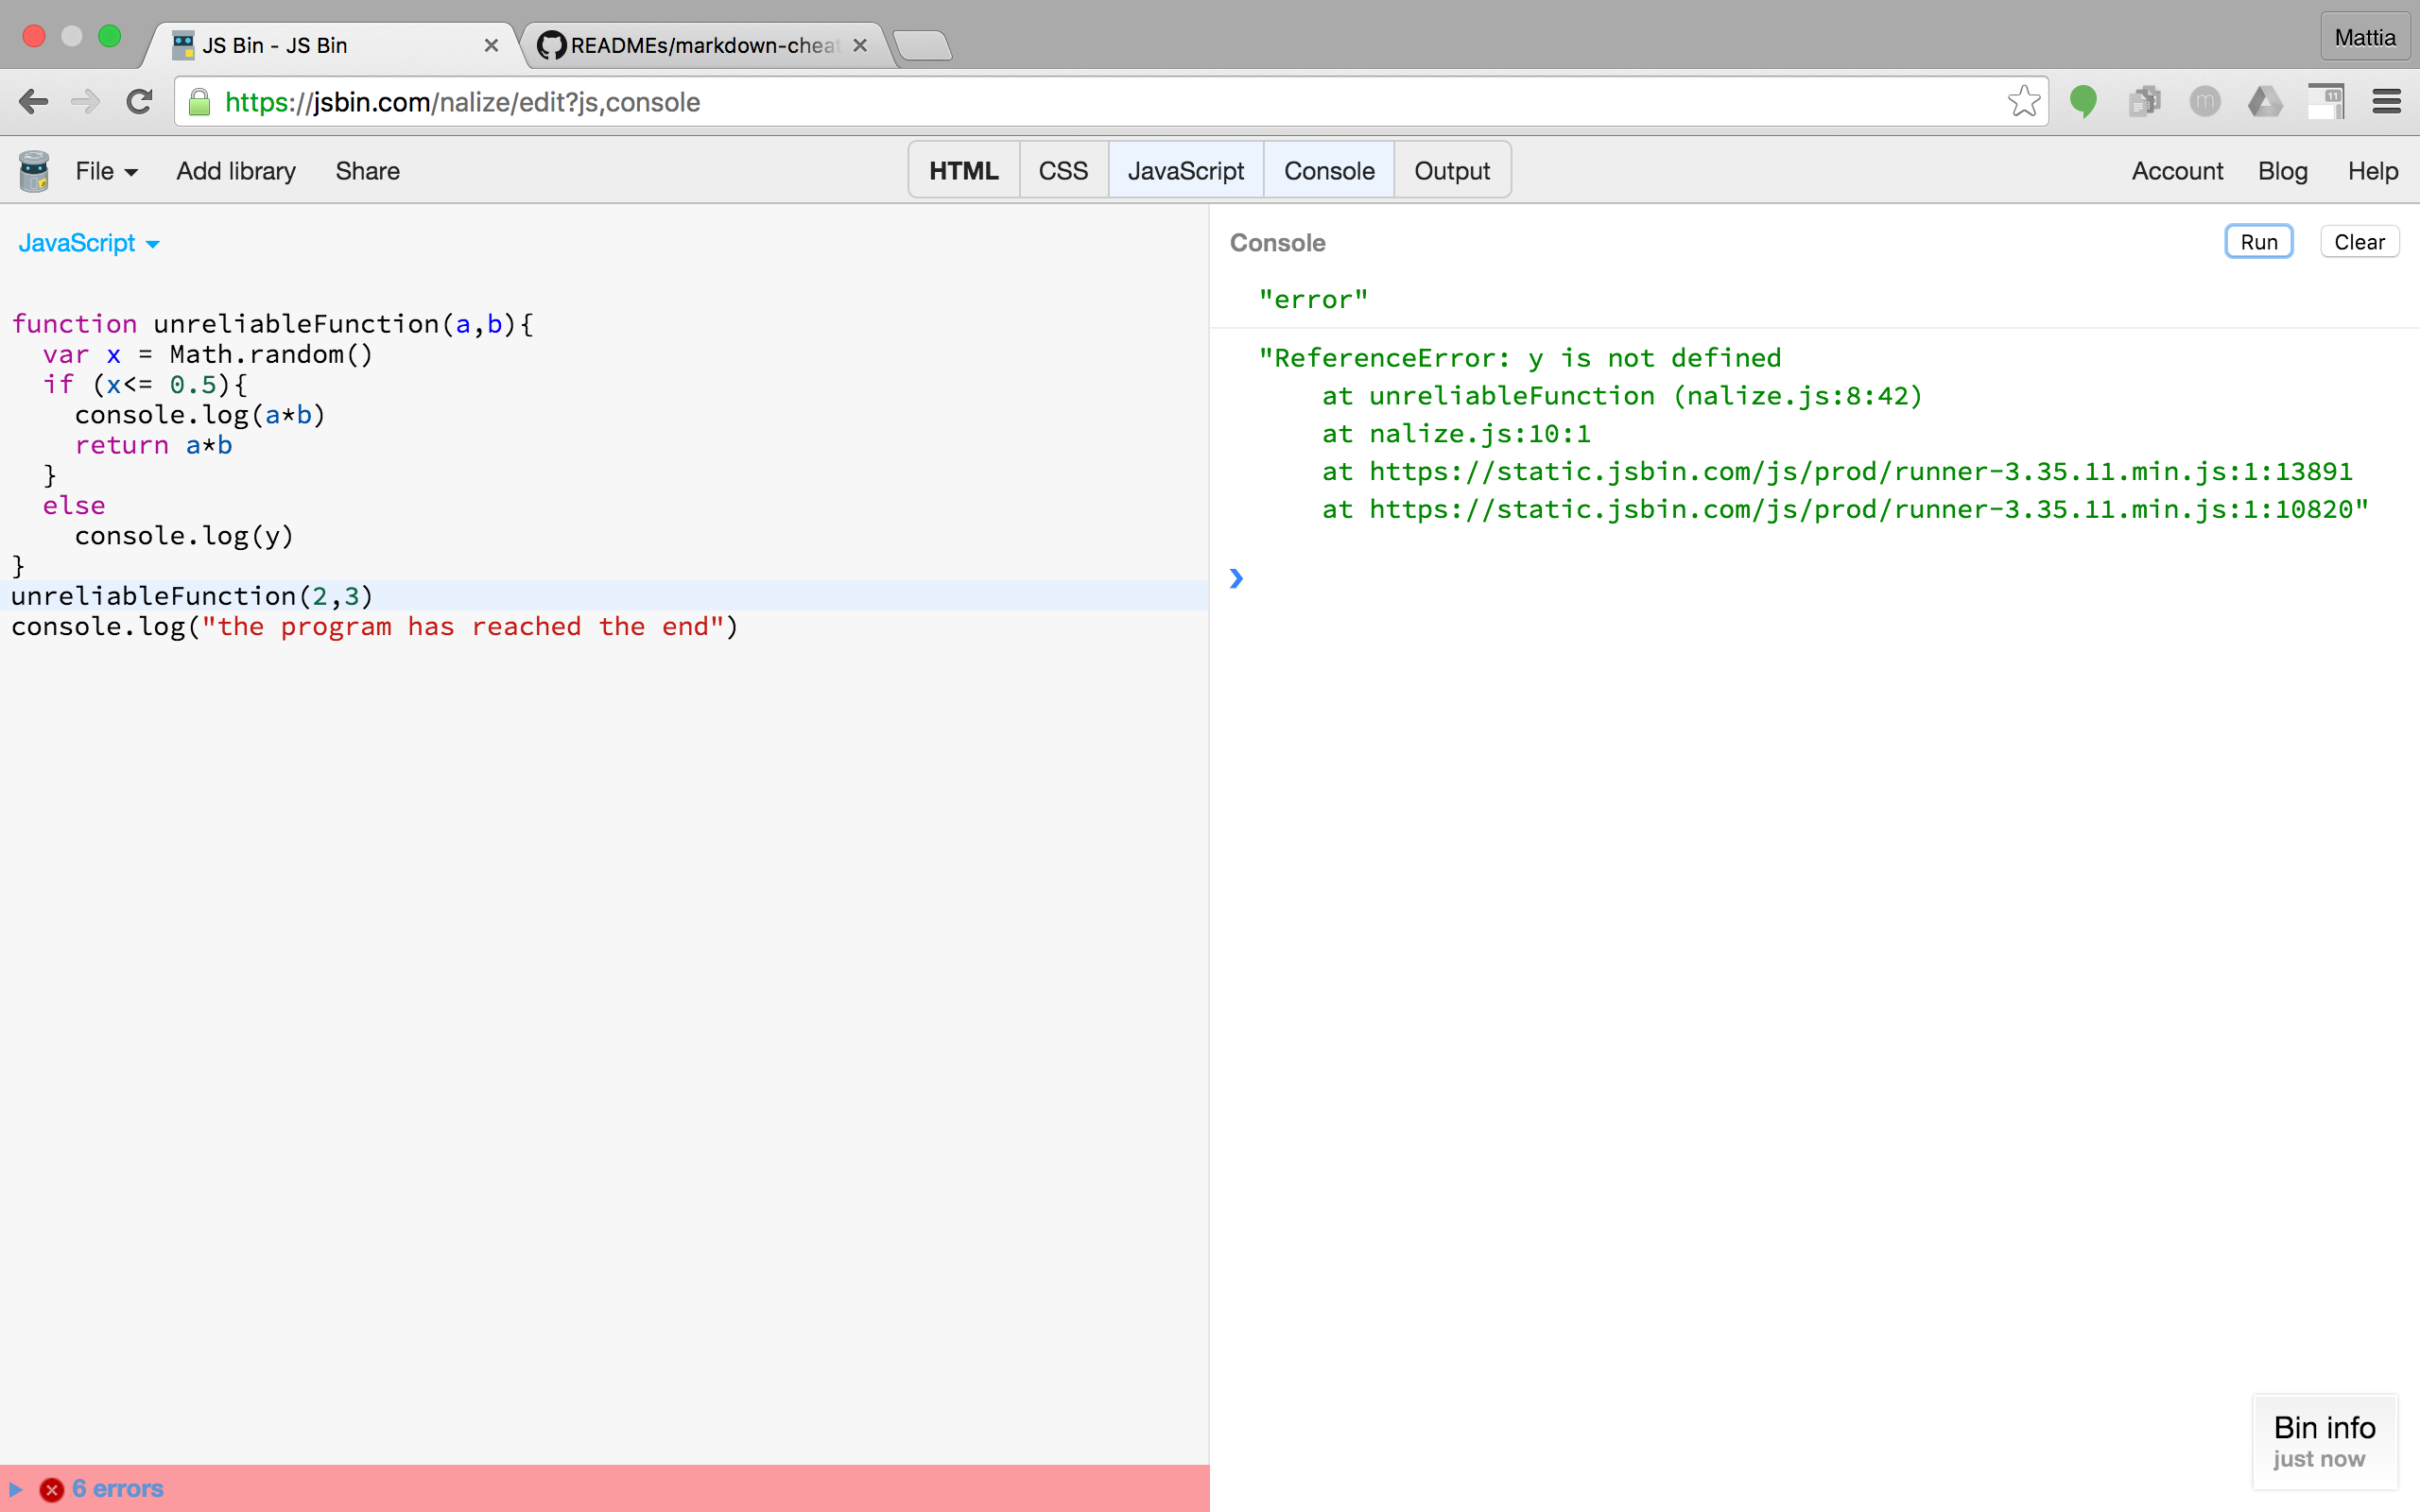 JS Bin - JS Bin
READMEs/markdown-cheat
Mattia
https://jsbin.com/nalize/edit?js,console
m
11
File
Add library
Share
HTML
CSS
JavaScript
Console
Output
Account
Blog
Help
JavaScript
function unreliableFunction(a,b){
  var x = Math.random()
  if (x<= 0.5){
    console.log(a*b)
    return a*b
  }
  else
    console.log(y)
}
unreliableFunction(2,3)
console.log("the program has reached the end")
6 errors
Console
Run
Clear
"error"
"ReferenceError: y is not defined
    at unreliableFunction (nalize.js:8:42)
    at nalize.js:10:1
    at https://static.jsbin.com/js/prod/runner-3.35.11.min.js:1:13891
    at https://static.jsbin.com/js/prod/runner-3.35.11.min.js:1:10820"
Bin info
just now